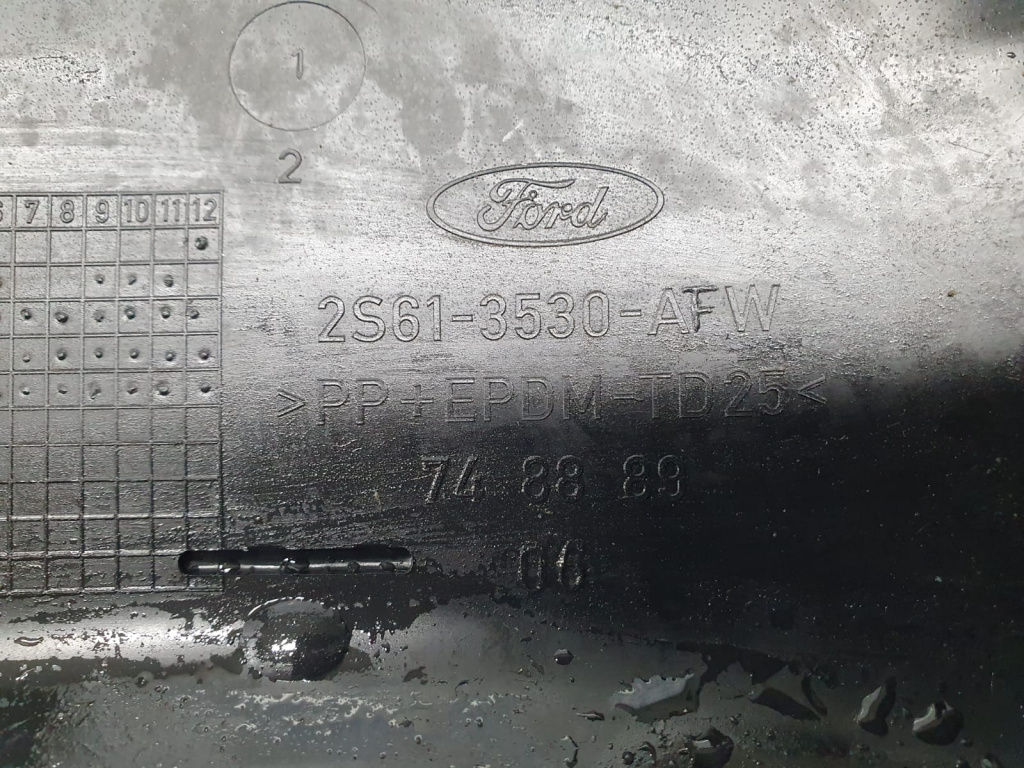 1
2
7 8 9 10 11 12
Ford
2S61-3530-AFW
>PP+EPDM-TD25<
74 88 89
06